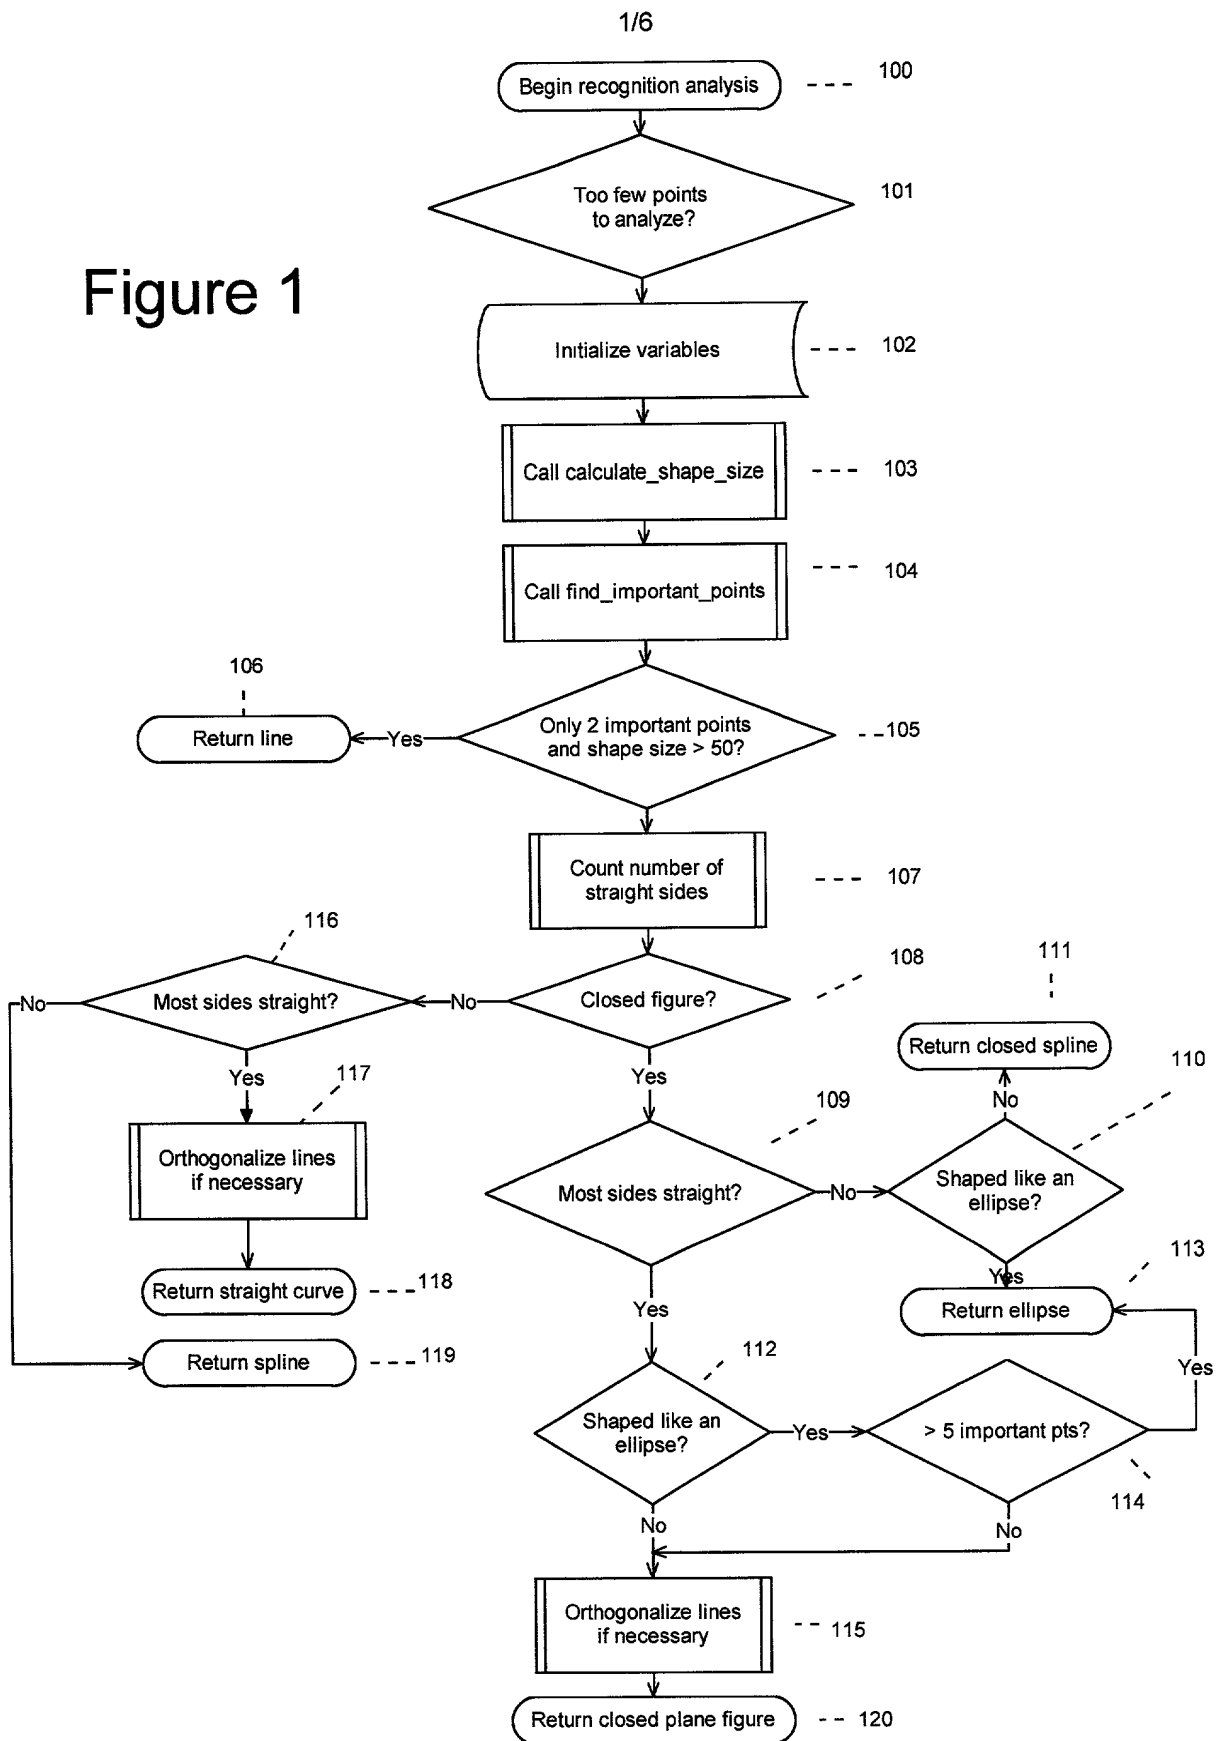 1/6
Begin recognition analysis
100
Too few points
to analyze?
101
Figure 1
Initialize variables
102
Call calculate_shape_size
103
Call find_important_points
104
106
Return line
Yes
Only 2 important points
and shape size > 50?
105
Count number of
straight sides
107
116
108
111
No
Most sides straight?
No
Closed figure?
Return closed spline
110
Yes
117
Yes
109
No
Orthogonalize lines
if necessary
Most sides straight?
No
Shaped like an
ellipse?
113
Yes
Return straight curve
118
Yes
Return ellipse
Return spline
119
112
Yes
Shaped like an
ellipse?
Yes
> 5 important pts?
114
No
No
Orthogonalize lines
if necessary
115
Return closed plane figure
120